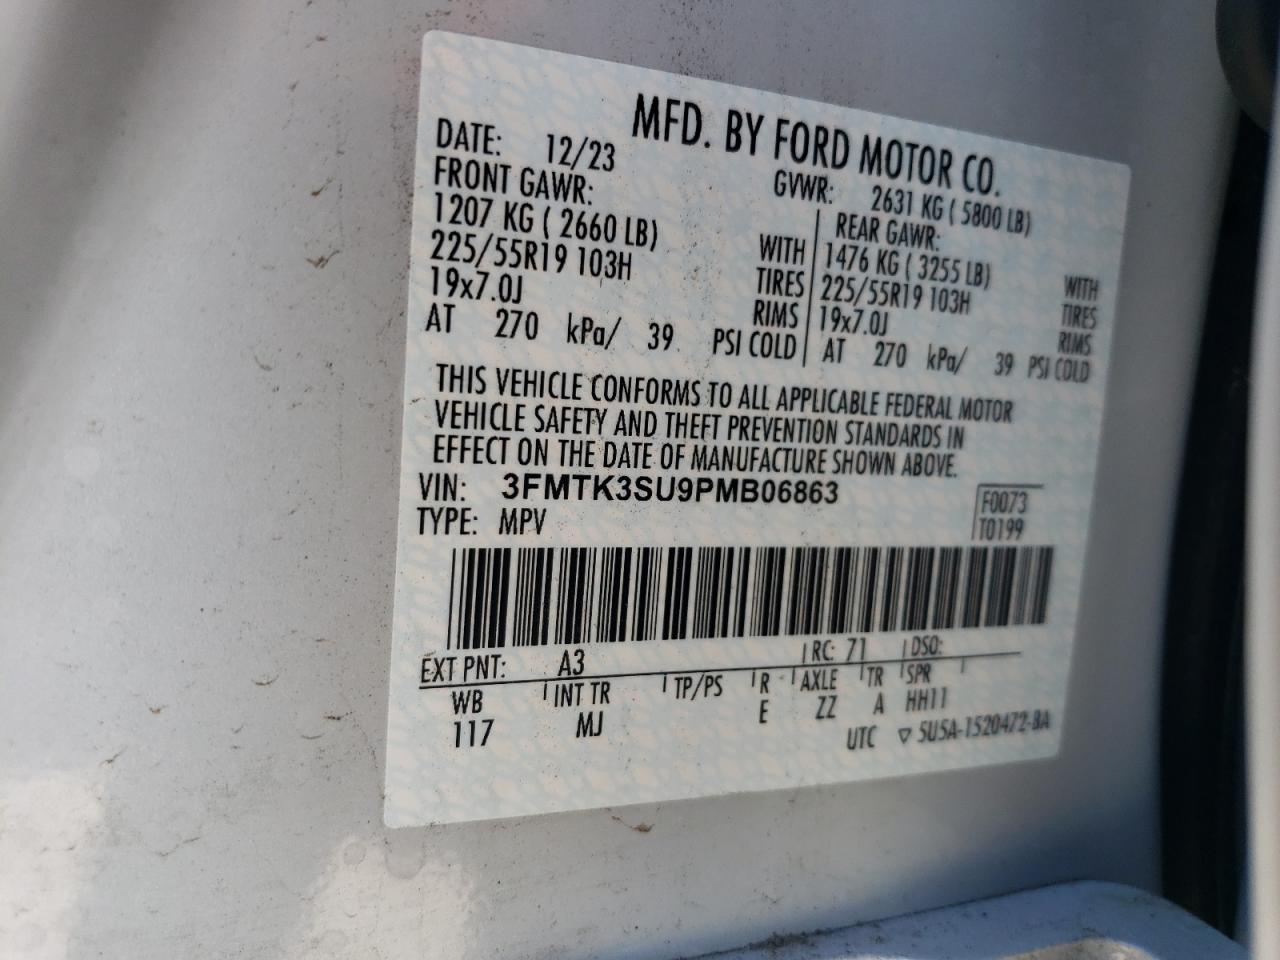 MFD. BY FORD MOTOR CO.
DATE: 12/23 GVWR: 2631 KG ( 5800 LB)
FRONT GAWR: REAR GAWR:
1207 KG ( 2660 LB) WITH 1476 KG ( 3255 LB) WITH
225/55R19 103H TIRES 225/55R19 103H TIRES
19x7.0J RIMS 19x7.0J RIMS
AT 270 kPa/ 39 PSI COLD AT 270 kPa/ 39 PSI COLD
THIS VEHICLE CONFORMS TO ALL APPLICABLE FEDERAL MOTOR
VEHICLE SAFETY AND THEFT PREVENTION STANDARDS IN
EFFECT ON THE DATE OF MANUFACTURE SHOWN ABOVE.
VIN: 3FMTK3SU9PMB06863 F0073
TYPE: MPV T0199
EXT PNT: A3 RC: 71 DSO:
WB INT TR TP/PS R AXLE TR SPR
117 MJ E ZZ A HH11
UTC ▽ 5U5A-1520472-BA